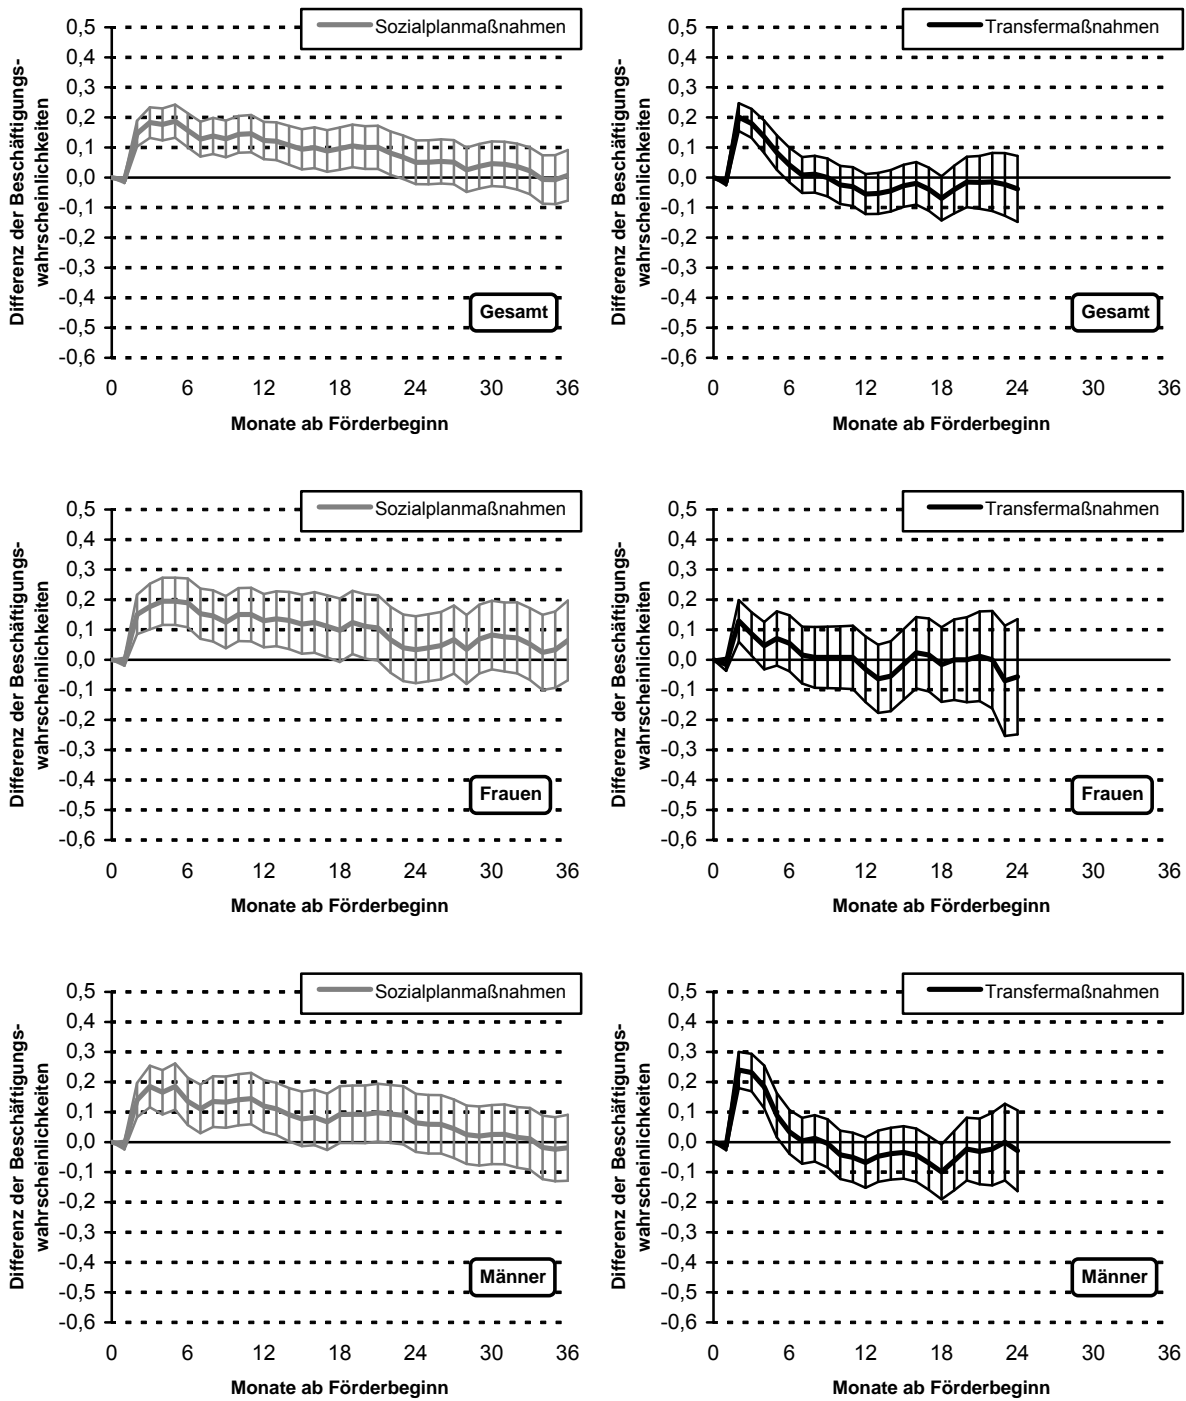 Sozialplanmaßnahmen
Differenz der Beschäftigungs-
wahrscheinlichkeiten
0,5
0,4
0,3
0,2
0,1
0,0
-0,1
-0,2
-0,3
-0,4
-0,5
-0,6
Gesamt
0 6 12 18 24 30 36
Monate ab Förderbeginn
Transfermaßnahmen
Differenz der Beschäftigungs-
wahrscheinlichkeiten
0,5
0,4
0,3
0,2
0,1
0,0
-0,1
-0,2
-0,3
-0,4
-0,5
-0,6
Gesamt
0 6 12 18 24 30 36
Monate ab Förderbeginn
Sozialplanmaßnahmen
Differenz der Beschäftigungs-
wahrscheinlichkeiten
0,5
0,4
0,3
0,2
0,1
0,0
-0,1
-0,2
-0,3
-0,4
-0,5
-0,6
Frauen
0 6 12 18 24 30 36
Monate ab Förderbeginn
Transfermaßnahmen
Differenz der Beschäftigungs-
wahrscheinlichkeiten
0,5
0,4
0,3
0,2
0,1
0,0
-0,1
-0,2
-0,3
-0,4
-0,5
-0,6
Frauen
0 6 12 18 24 30 36
Monate ab Förderbeginn
Sozialplanmaßnahmen
Differenz der Beschäftigungs-
wahrscheinlichkeiten
0,5
0,4
0,3
0,2
0,1
0,0
-0,1
-0,2
-0,3
-0,4
-0,5
-0,6
Männer
0 6 12 18 24 30 36
Monate ab Förderbeginn
Transfermaßnahmen
Differenz der Beschäftigungs-
wahrscheinlichkeiten
0,5
0,4
0,3
0,2
0,1
0,0
-0,1
-0,2
-0,3
-0,4
-0,5
-0,6
Männer
0 6 12 18 24 30 36
Monate ab Förderbeginn